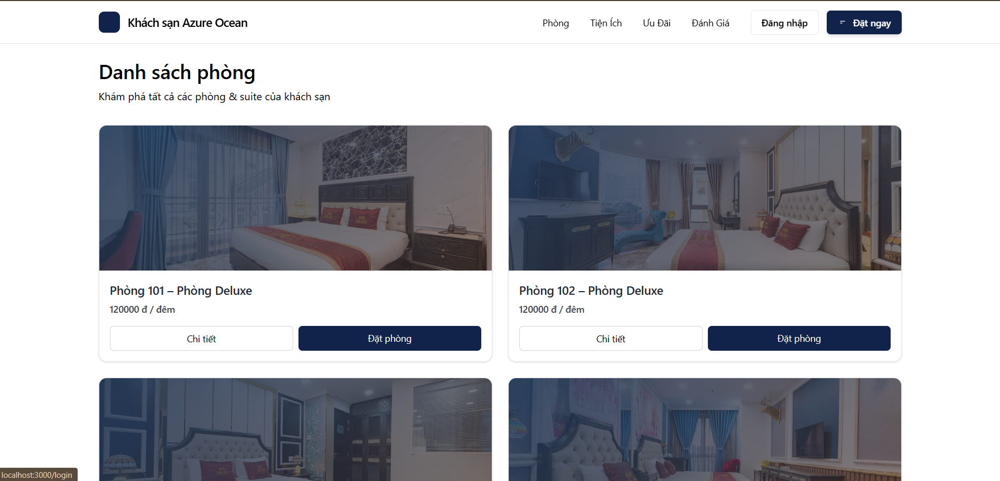 Khách sạn Azure Ocean
Phòng Tiện Ích Ưu Đãi Đánh Giá Đăng nhập Đặt ngay
Danh sách phòng
Khám phá tất cả các phòng & suite của khách sạn
Phòng 101 – Phòng Deluxe
120000 đ / đêm
Chi tiết Đặt phòng
Phòng 102 – Phòng Deluxe
120000 đ / đêm
Chi tiết Đặt phòng
localhost:3000/login